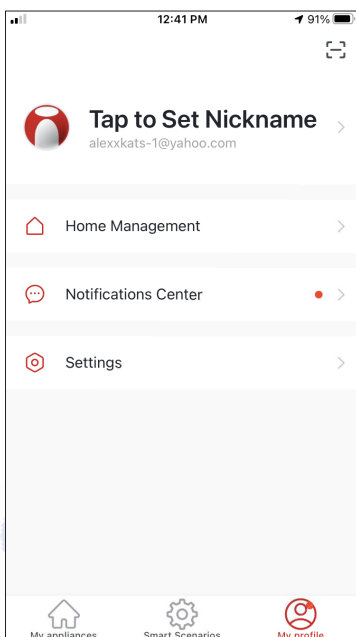 12:41 PM
91%
Tap to Set Nickname
alexxkats-1@yahoo.com
Home Management
Notifications Center
Settings
My appliances
Smart Scenarios
My profile